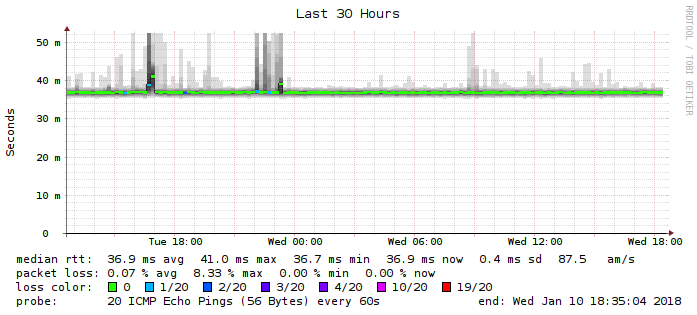 Last 30 Hours
RRDTOOL / TOBI OETIKER
Seconds
50 m
40 m
30 m
20 m
10 m
0
Tue 18:00 Wed 00:00 Wed 06:00 Wed 12:00 Wed 18:00
median rtt: 36.9 ms avg 41.0 ms max 36.7 ms min 36.9 ms now 0.4 ms sd 87.5 am/s
packet loss: 0.07 % avg 8.33 % max 0.00 % min 0.00 % now
loss color: 0 1/20 2/20 3/20 4/20 10/20 19/20
probe: 20 ICMP Echo Pings (56 Bytes) every 60s end: Wed Jan 10 18:35:04 2018